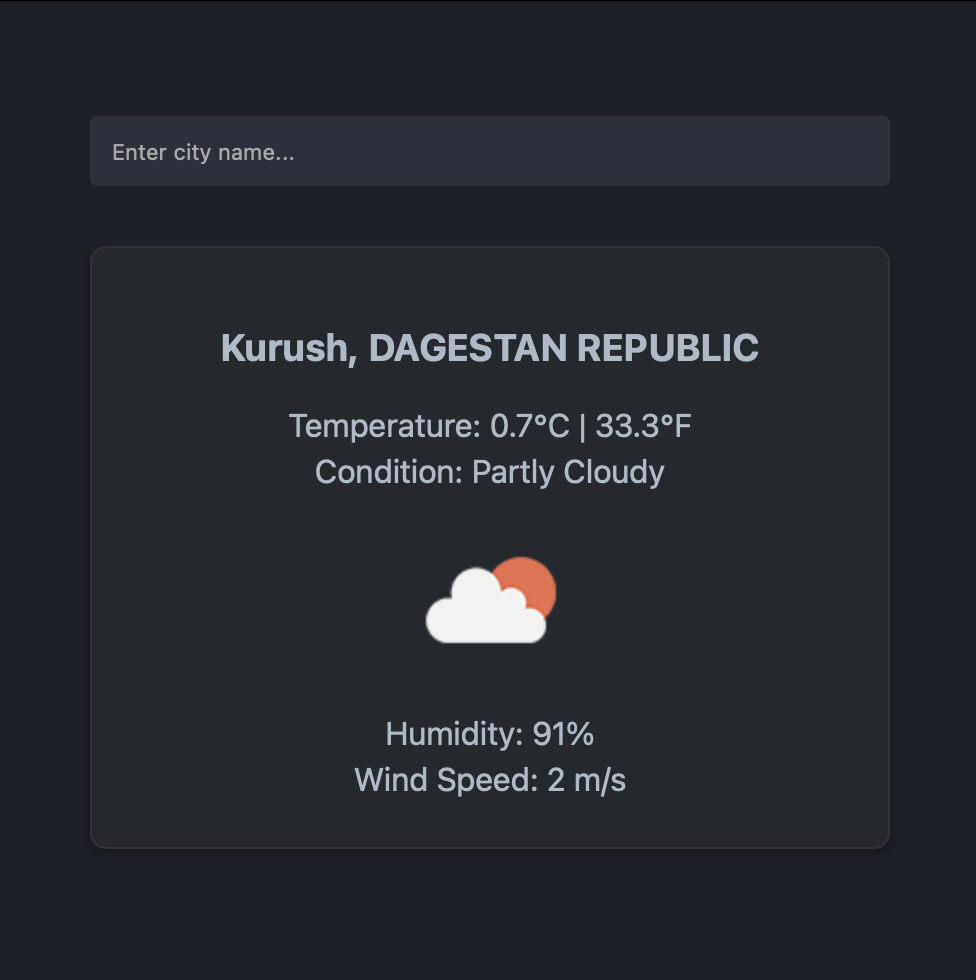 Enter city name...
Kurush, DAGESTAN REPUBLIC
Temperature: 0.7°C | 33.3°F
Condition: Partly Cloudy
Humidity: 91%
Wind Speed: 2 m/s